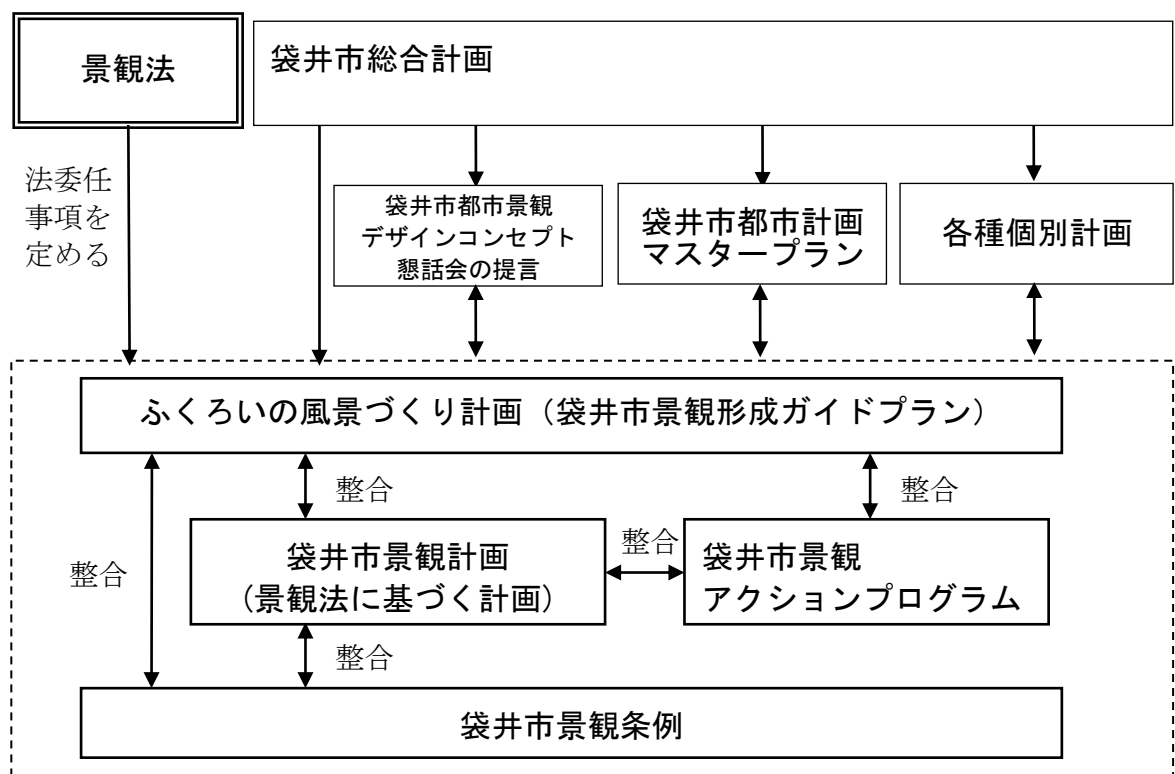 景観法
袋井市総合計画
法委任
事項を
定める
袋井市都市景観
デザインコンセプト
懇話会の提言
袋井市都市計画
マスタープラン
各種個別計画
ふくろいの風景づくり計画（袋井市景観形成ガイドプラン）
整合
整合
整合
袋井市景観計画
（景観法に基づく計画）
整合
袋井市景観
アクションプログラム
整合
袋井市景観条例